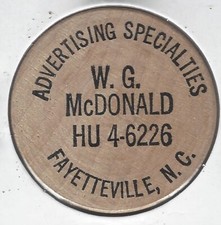 ADVERTISING SPECIALTIES
W. G.
McDONALD
HU 4-6226
FAYETTEVILLE, N. C.